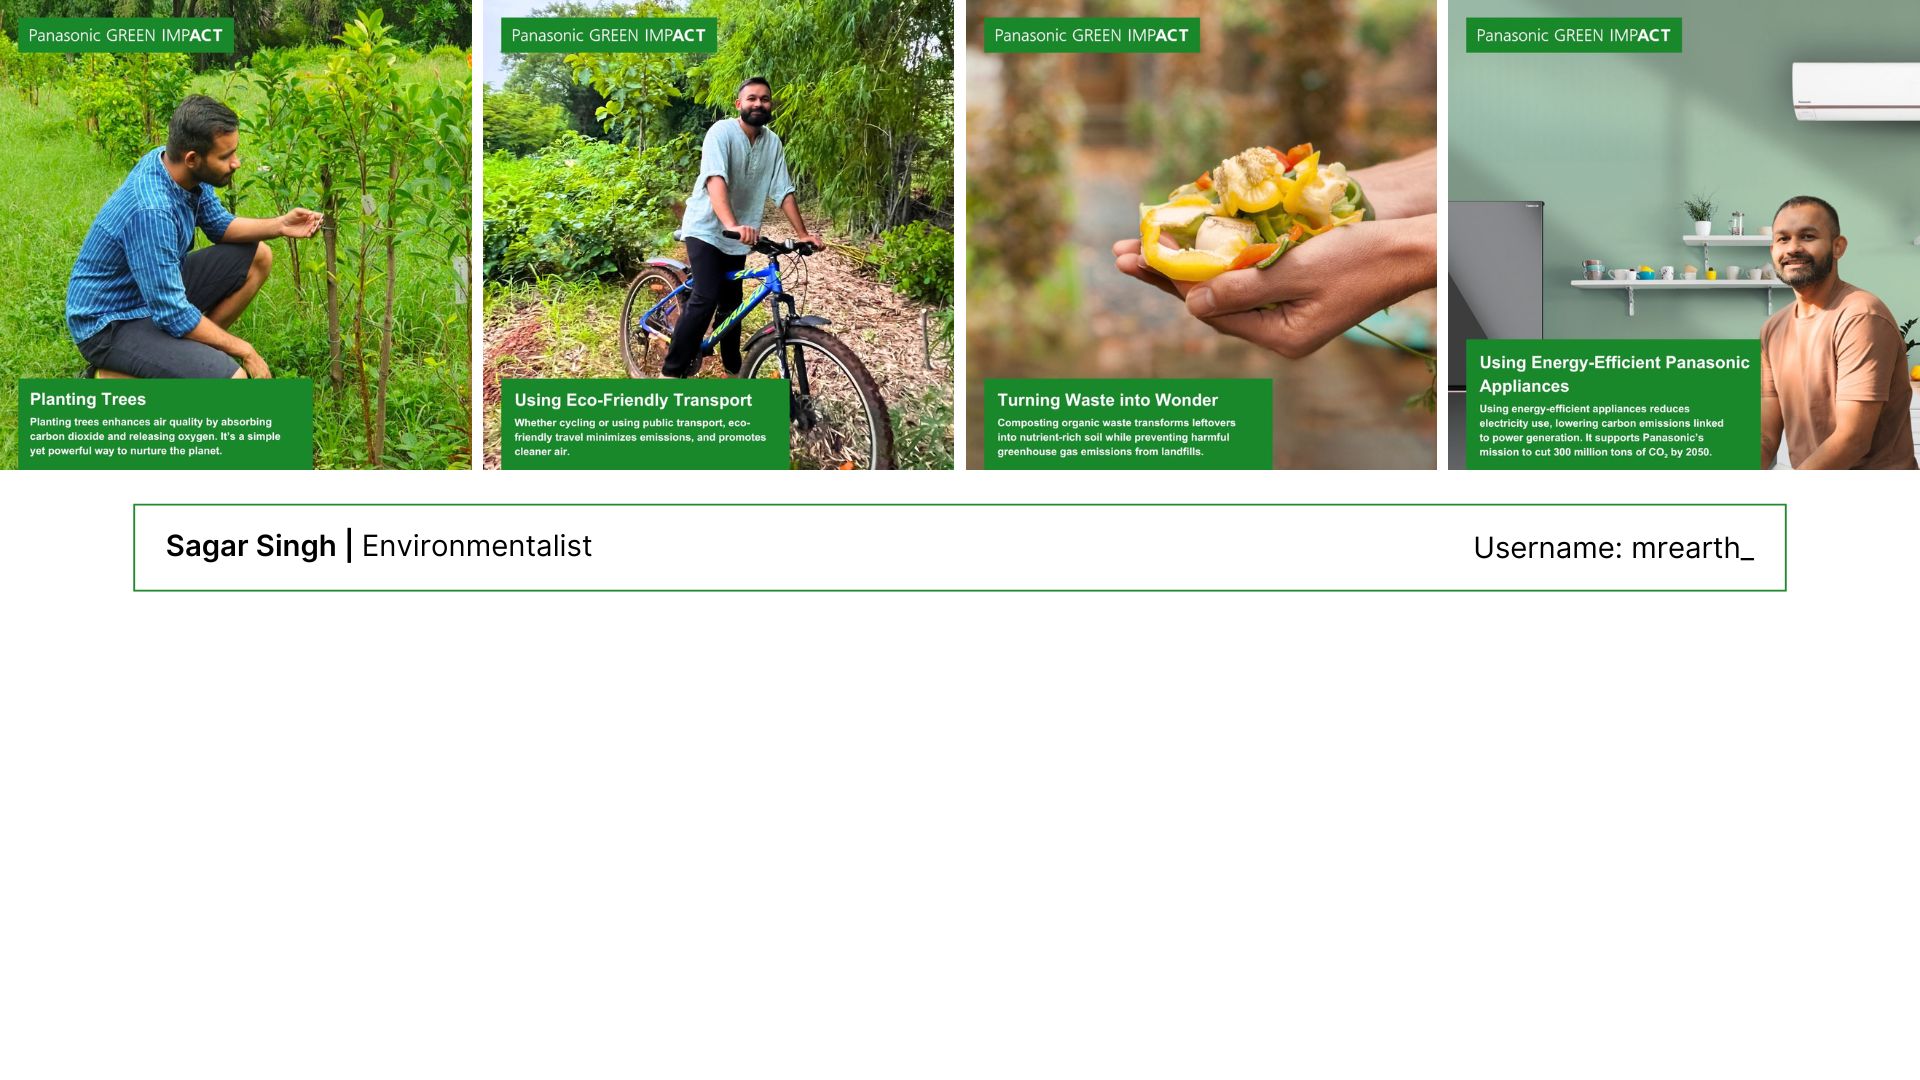 Panasonic GREEN IMPACT
Planting Trees
Planting trees enhances air quality by absorbing
carbon dioxide and releasing oxygen. It's a simple
yet powerful way to nurture the planet.
Panasonic GREEN IMPACT
Using Eco-Friendly Transport
Whether cycling or using public transport, eco-
friendly travel minimizes emissions, and promotes
cleaner air.
Panasonic GREEN IMPACT
Turning Waste into Wonder
Composting organic waste transforms leftovers
into nutrient-rich soil while preventing harmful
greenhouse gas emissions from landfills.
Panasonic GREEN IMPACT
Using Energy-Efficient Panasonic
Appliances
Using energy-efficient appliances reduces
electricity use, lowering carbon emissions linked
to power generation. It supports Panasonic's
mission to cut 300 million tons of CO₂ by 2050.
Sagar Singh | Environmentalist
Username: mrearth_